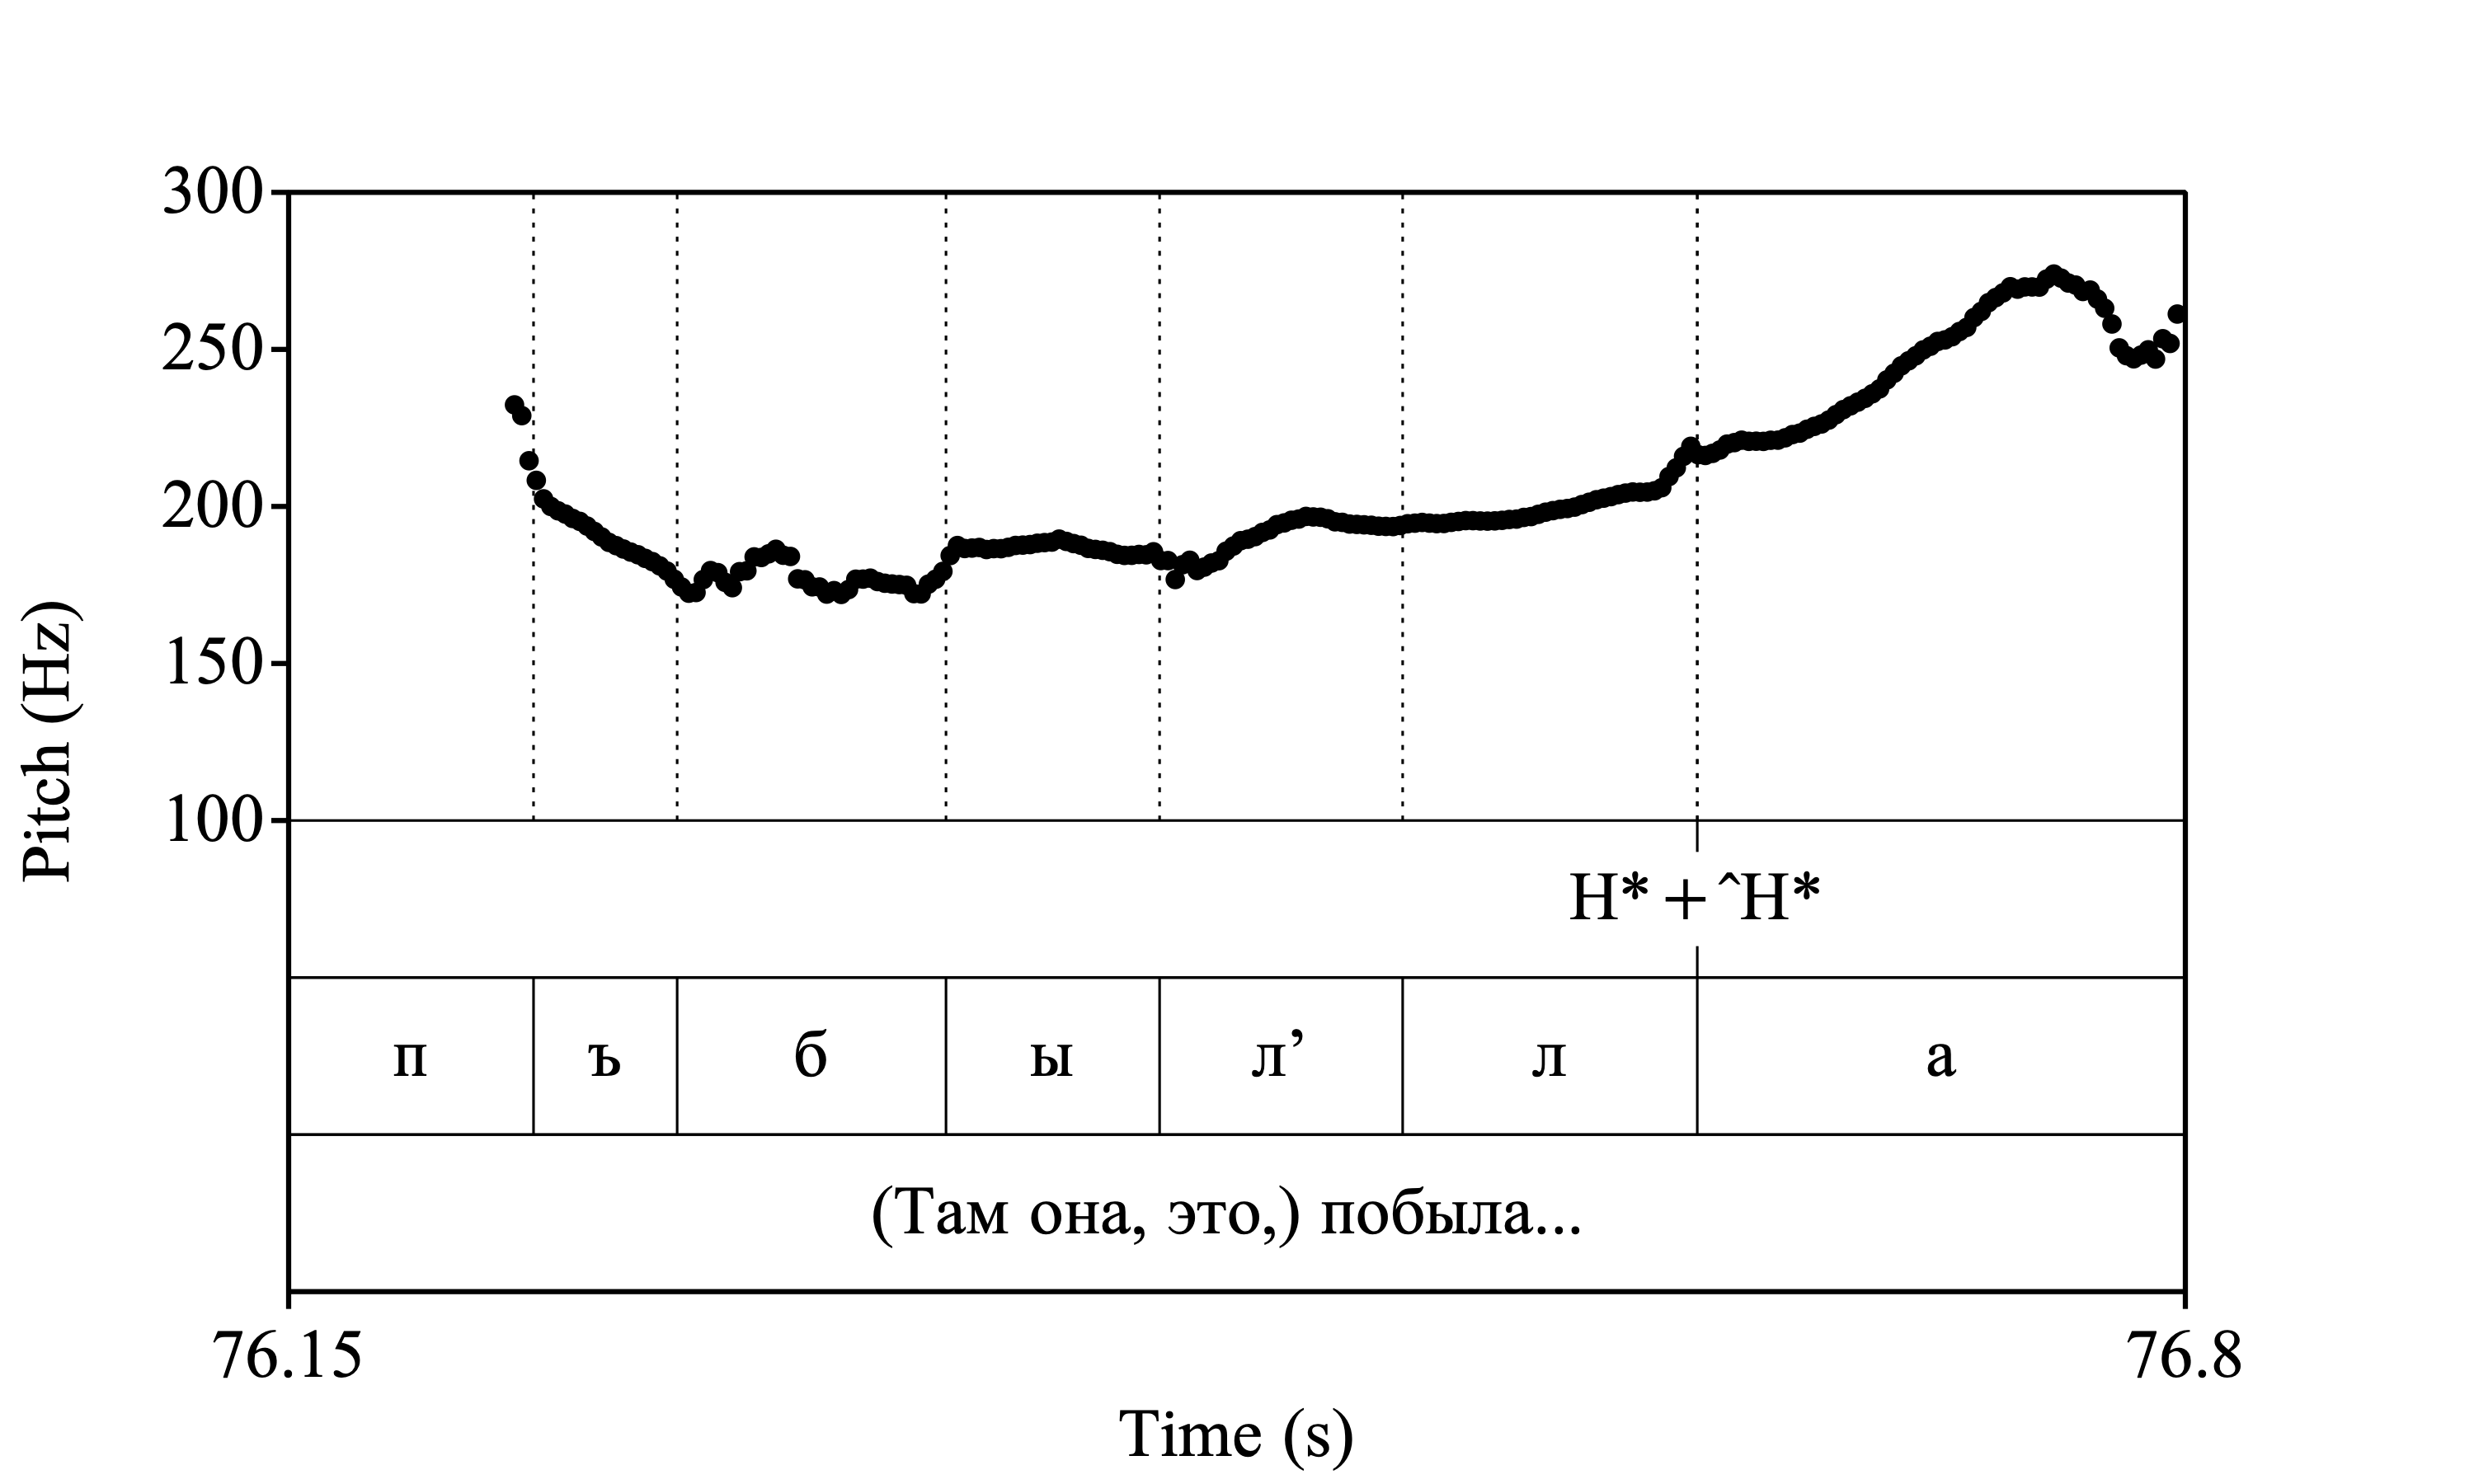 300
250
200
150
100
Pitch (Hz)
H* + ^H*
п ъ б ы л’ л а
(Там она, это,) побыла...
76.15 76.8
Time (s)